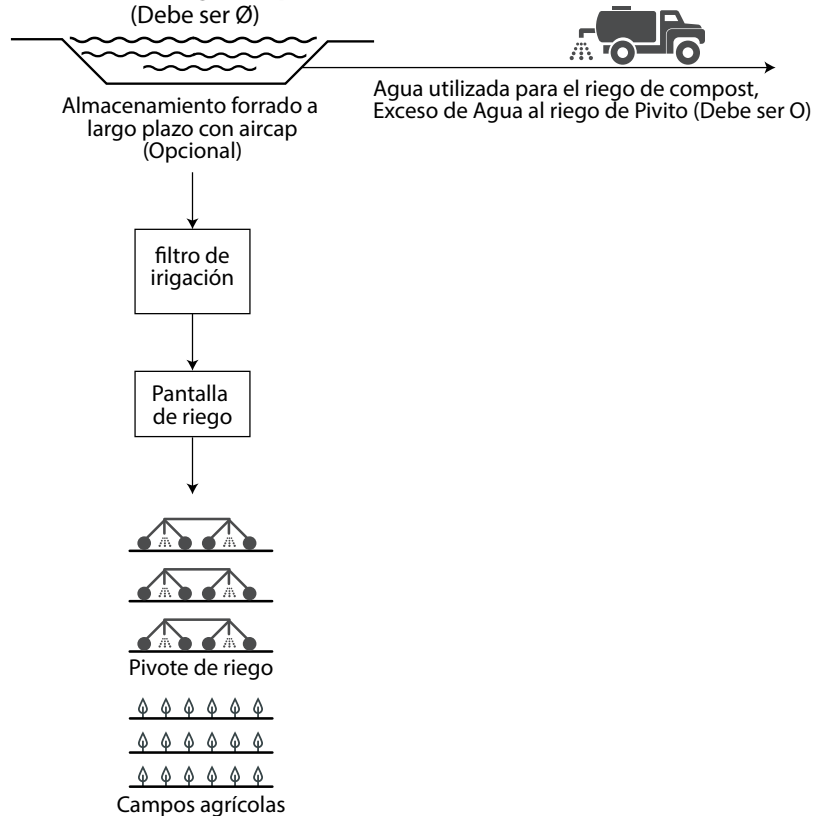 (Debe ser Ø)
Almacenamiento forrado a
largo plazo con aircap
(Opcional)
Agua utilizada para el riego de compost,
Exceso de Agua al riego de Pivito (Debe ser O)
filtro de
irigación
Pantalla
de riego
Pivote de riego
Campos agrícolas